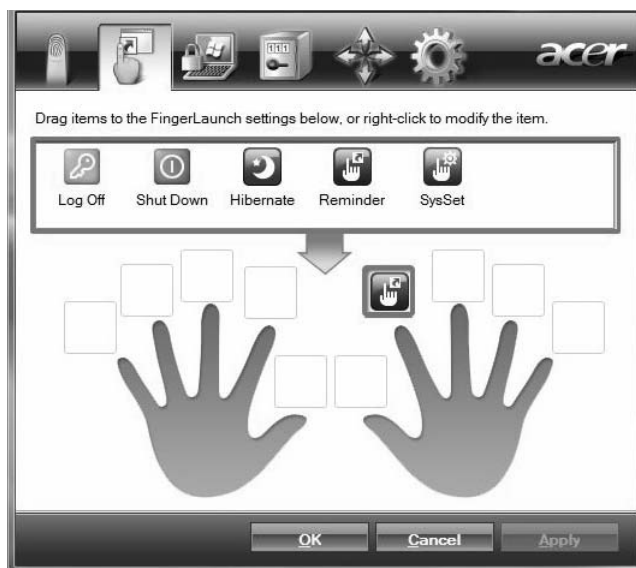 acer
Drag items to the FingerLaunch settings below, or right-click to modify the item.
Log Off Shut Down Hibernate Reminder SysSet
OK Cancel Apply